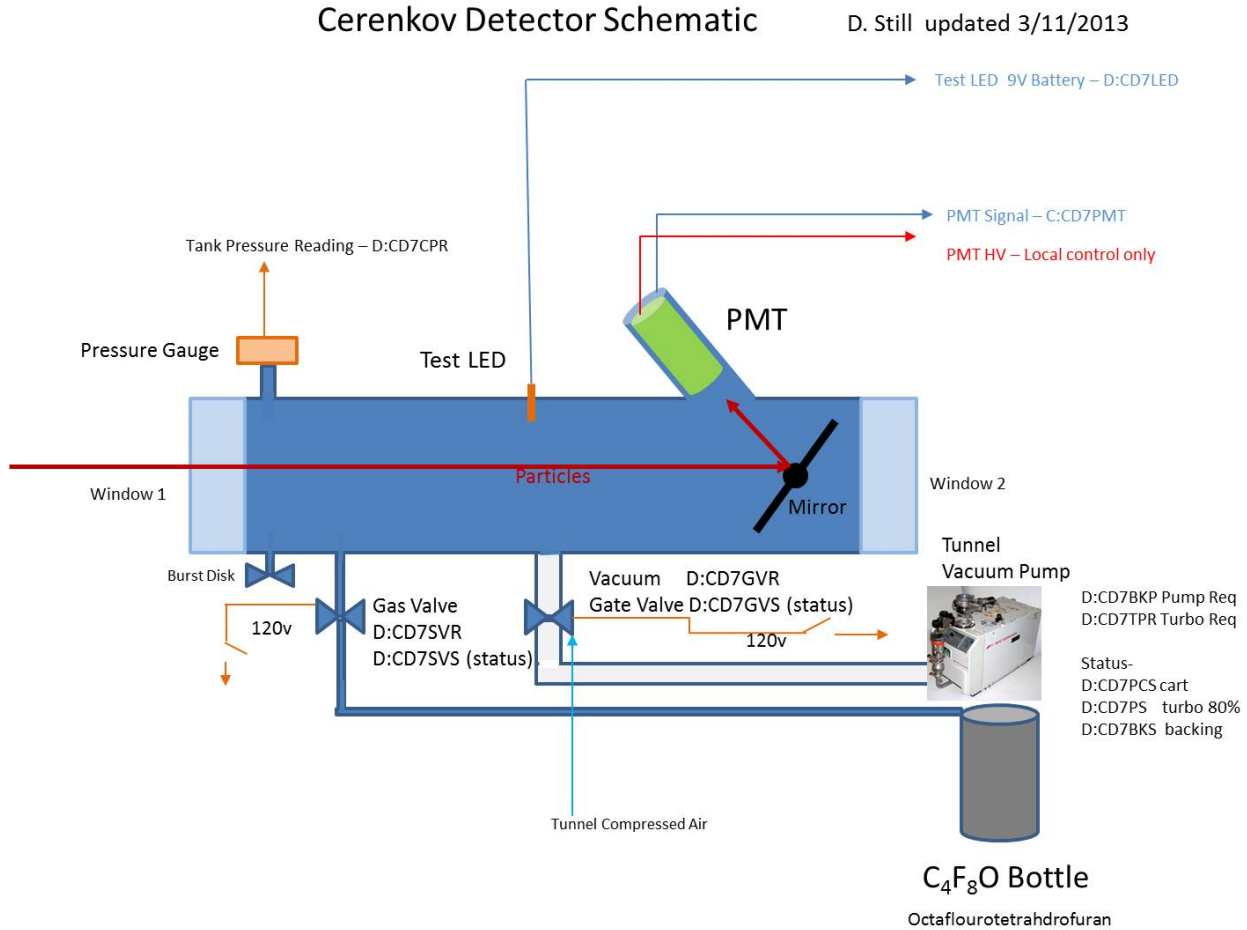 Cerenkov Detector Schematic
D. Still updated 3/11/2013
Test LED 9V Battery – D:CD7LED
PMT Signal – C:CD7PMT
PMT HV – Local control only
Tank Pressure Reading – D:CD7CPR
PMT
Pressure Gauge
Test LED
Particles
Window 1
Window 2
Mirror
Burst Disk
120v
Gas Valve
D:CD7SVR
D:CD7SVS (status)
Vacuum D:CD7GVR
Gate Valve D:CD7GVS (status)
120v
Tunnel
Vacuum Pump
D:CD7BKP Pump Req
D:CD7TPR Turbo Req
Status-
D:CD7PCS cart
D:CD7PS turbo 80%
D:CD7BKS backing
Tunnel Compressed Air
C₄F₈O Bottle
Octaflourotetrahdrofuran